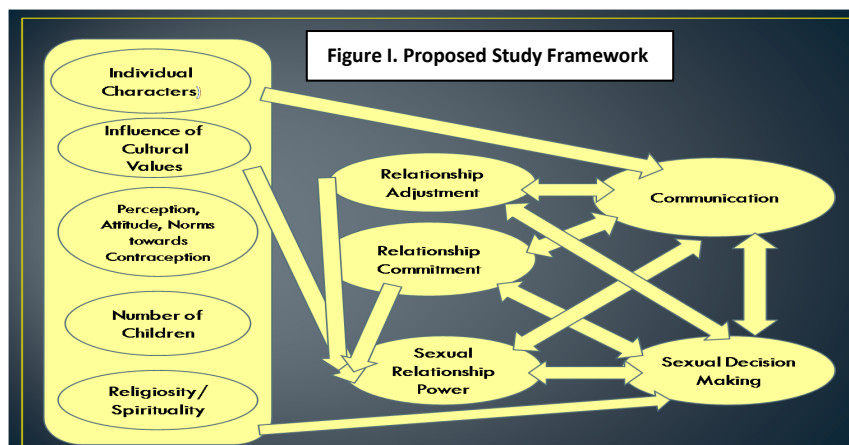 Figure I. Proposed Study Framework
Individual
Characters)
Influence of
Cultural
Values
Perception,
Attitude, Norms
towards
Contraception
Number of
Children
Religiosity/
Spirituality
Relationship
Adjustment
Relationship
Commitment
Sexual
Relationship
Power
Communication
Sexual Decision
Making